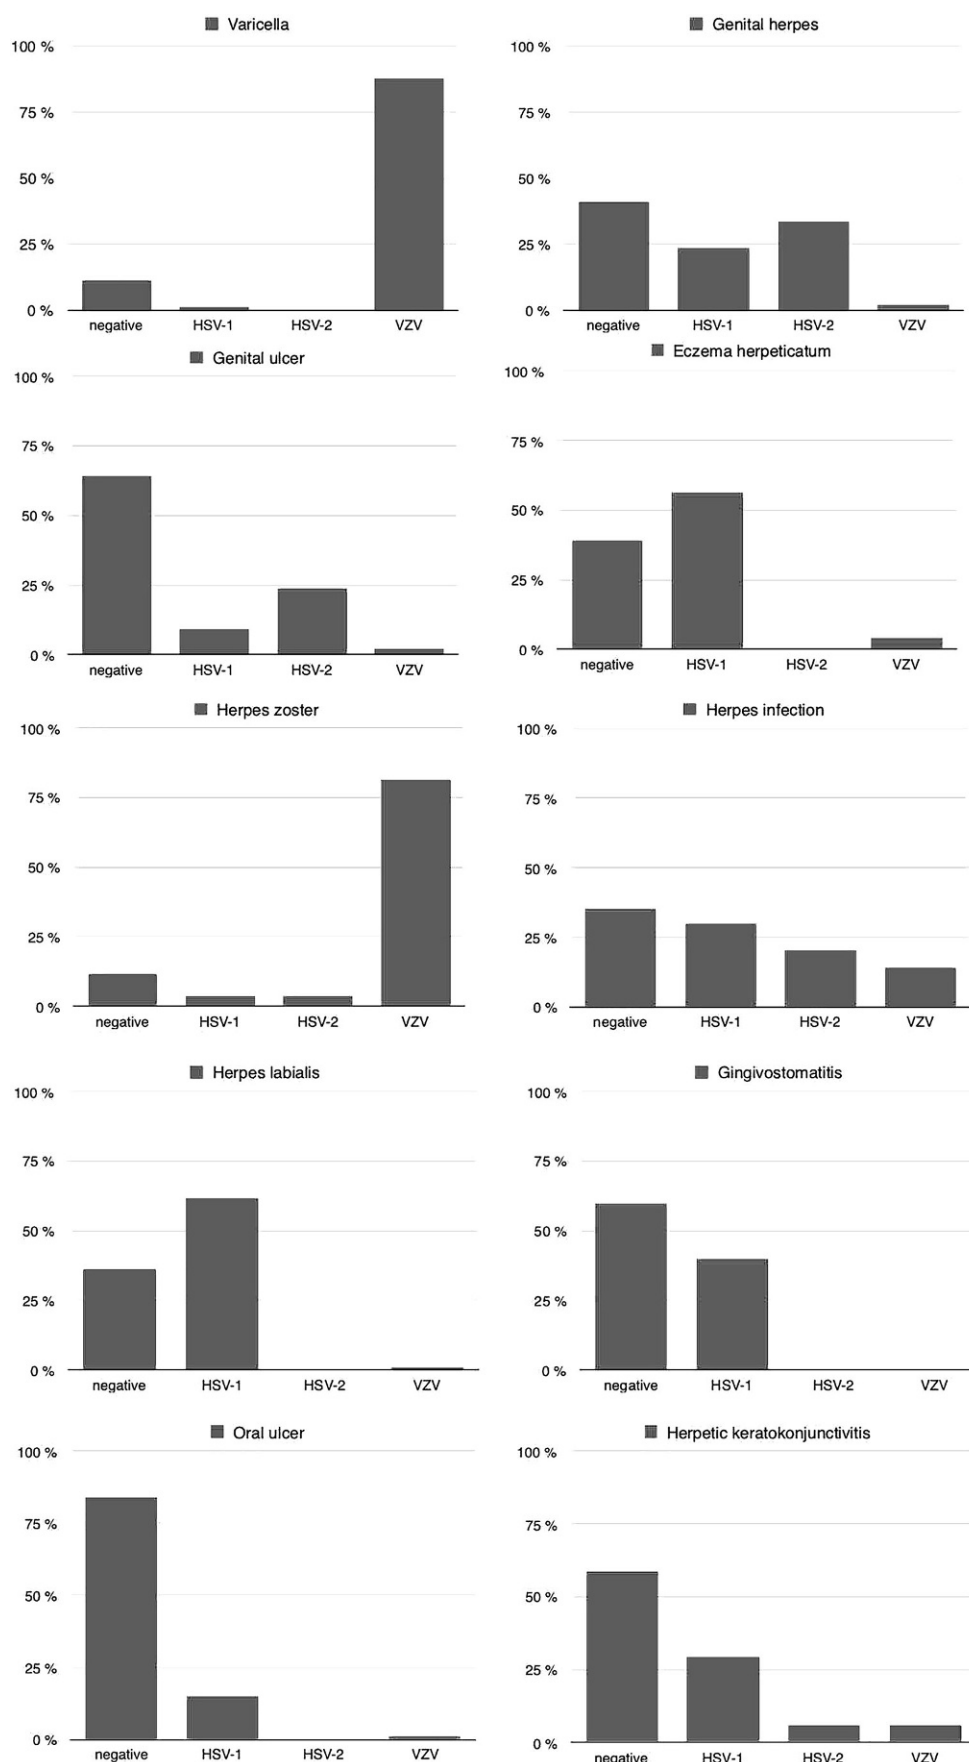 Varicella
100 %
75 %
50 %
25 %
0 %
negative HSV-1 HSV-2 VZV
Genital herpes
100 %
75 %
50 %
25 %
0 %
negative HSV-1 HSV-2 VZV
Genital ulcer
100 %
75 %
50 %
25 %
0 %
negative HSV-1 HSV-2 VZV
Eczema herpeticatum
100 %
75 %
50 %
25 %
0 %
negative HSV-1 HSV-2 VZV
Herpes zoster
100 %
75 %
50 %
25 %
0 %
negative HSV-1 HSV-2 VZV
Herpes infection
100 %
75 %
50 %
25 %
0 %
negative HSV-1 HSV-2 VZV
Herpes labialis
100 %
75 %
50 %
25 %
0 %
negative HSV-1 HSV-2 VZV
Gingivostomatitis
100 %
75 %
50 %
25 %
0 %
negative HSV-1 HSV-2 VZV
Oral ulcer
100 %
75 %
50 %
25 %
0 %
negative HSV-1 HSV-2 VZV
Herpetic keratokonjunctivitis
100 %
75 %
50 %
25 %
0 %
negative HSV-1 HSV-2 VZV